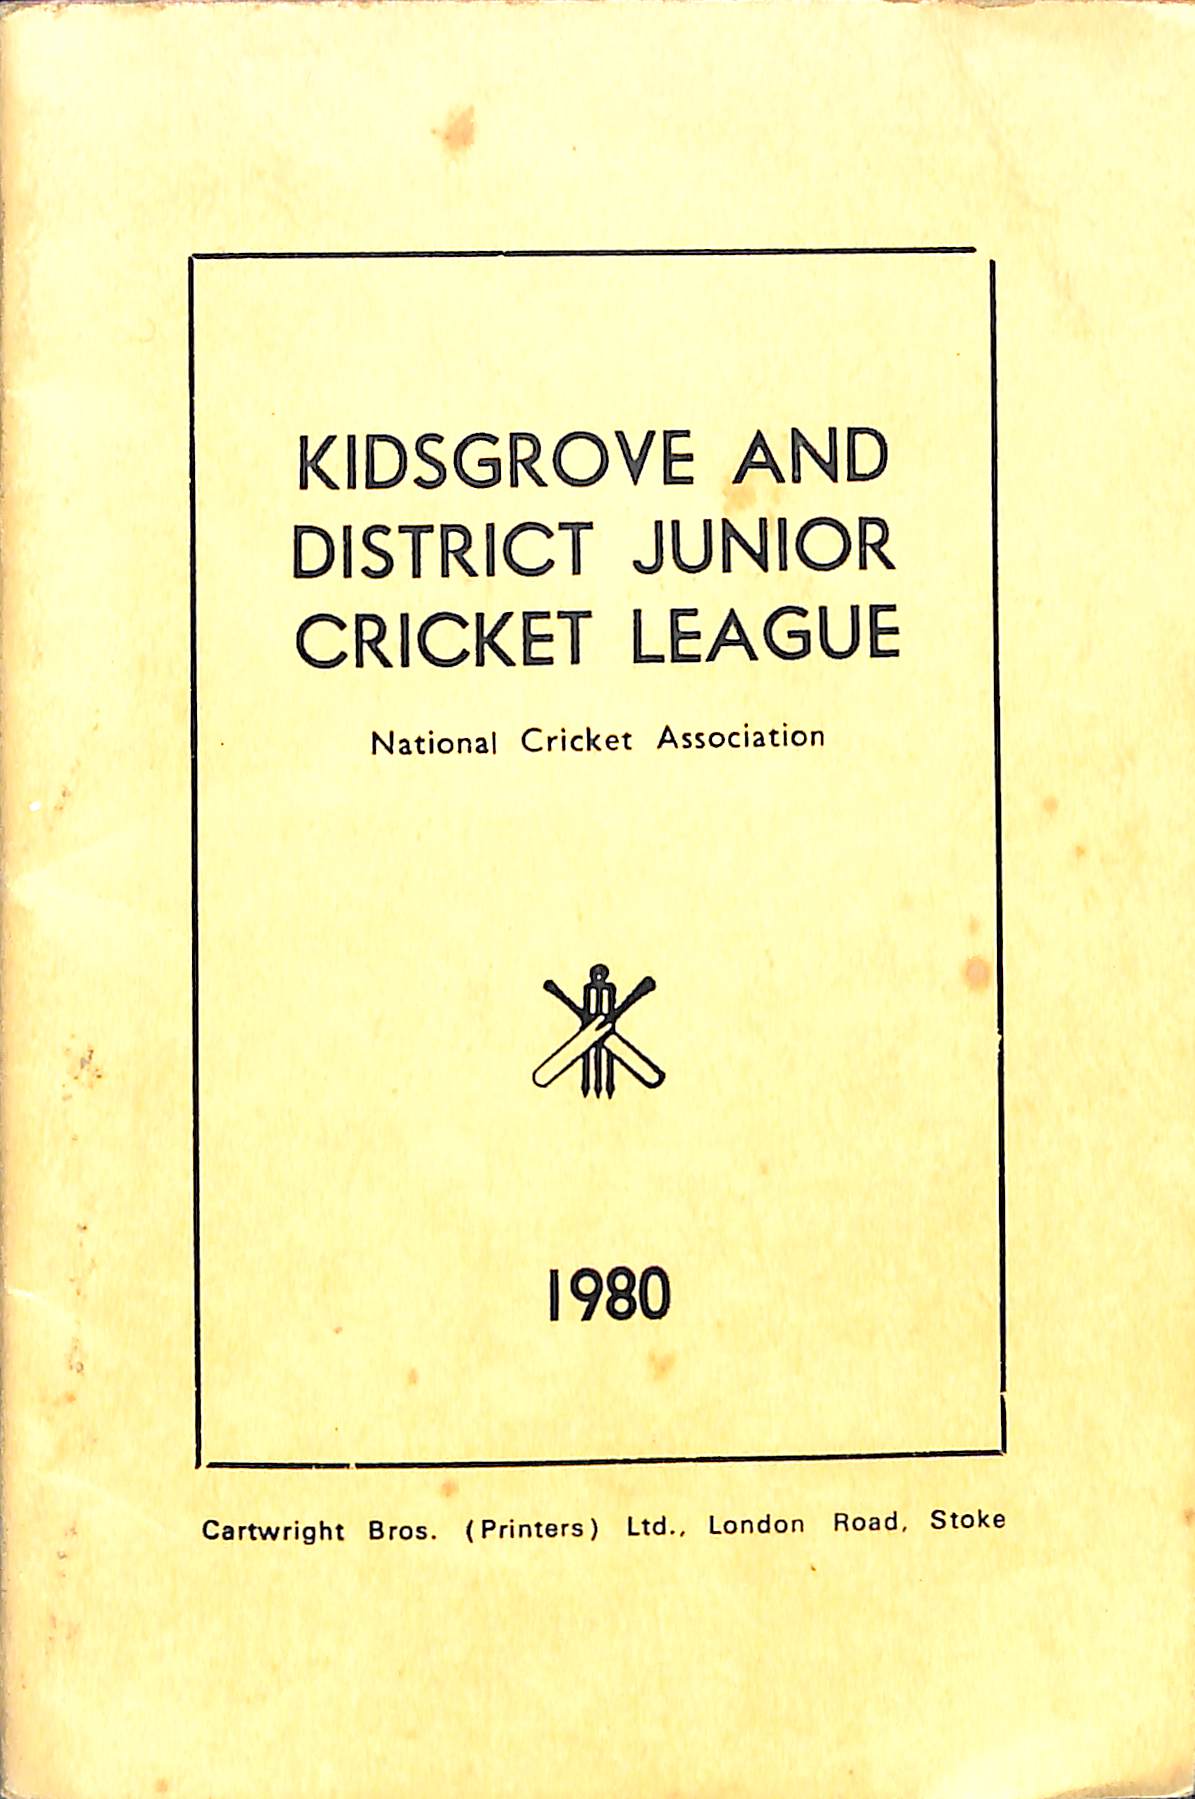 KIDSGROVE AND
DISTRICT JUNIOR
CRICKET LEAGUE
National Cricket Association
1980
Cartwright Bros. (Printers) Ltd., London Road, Stoke